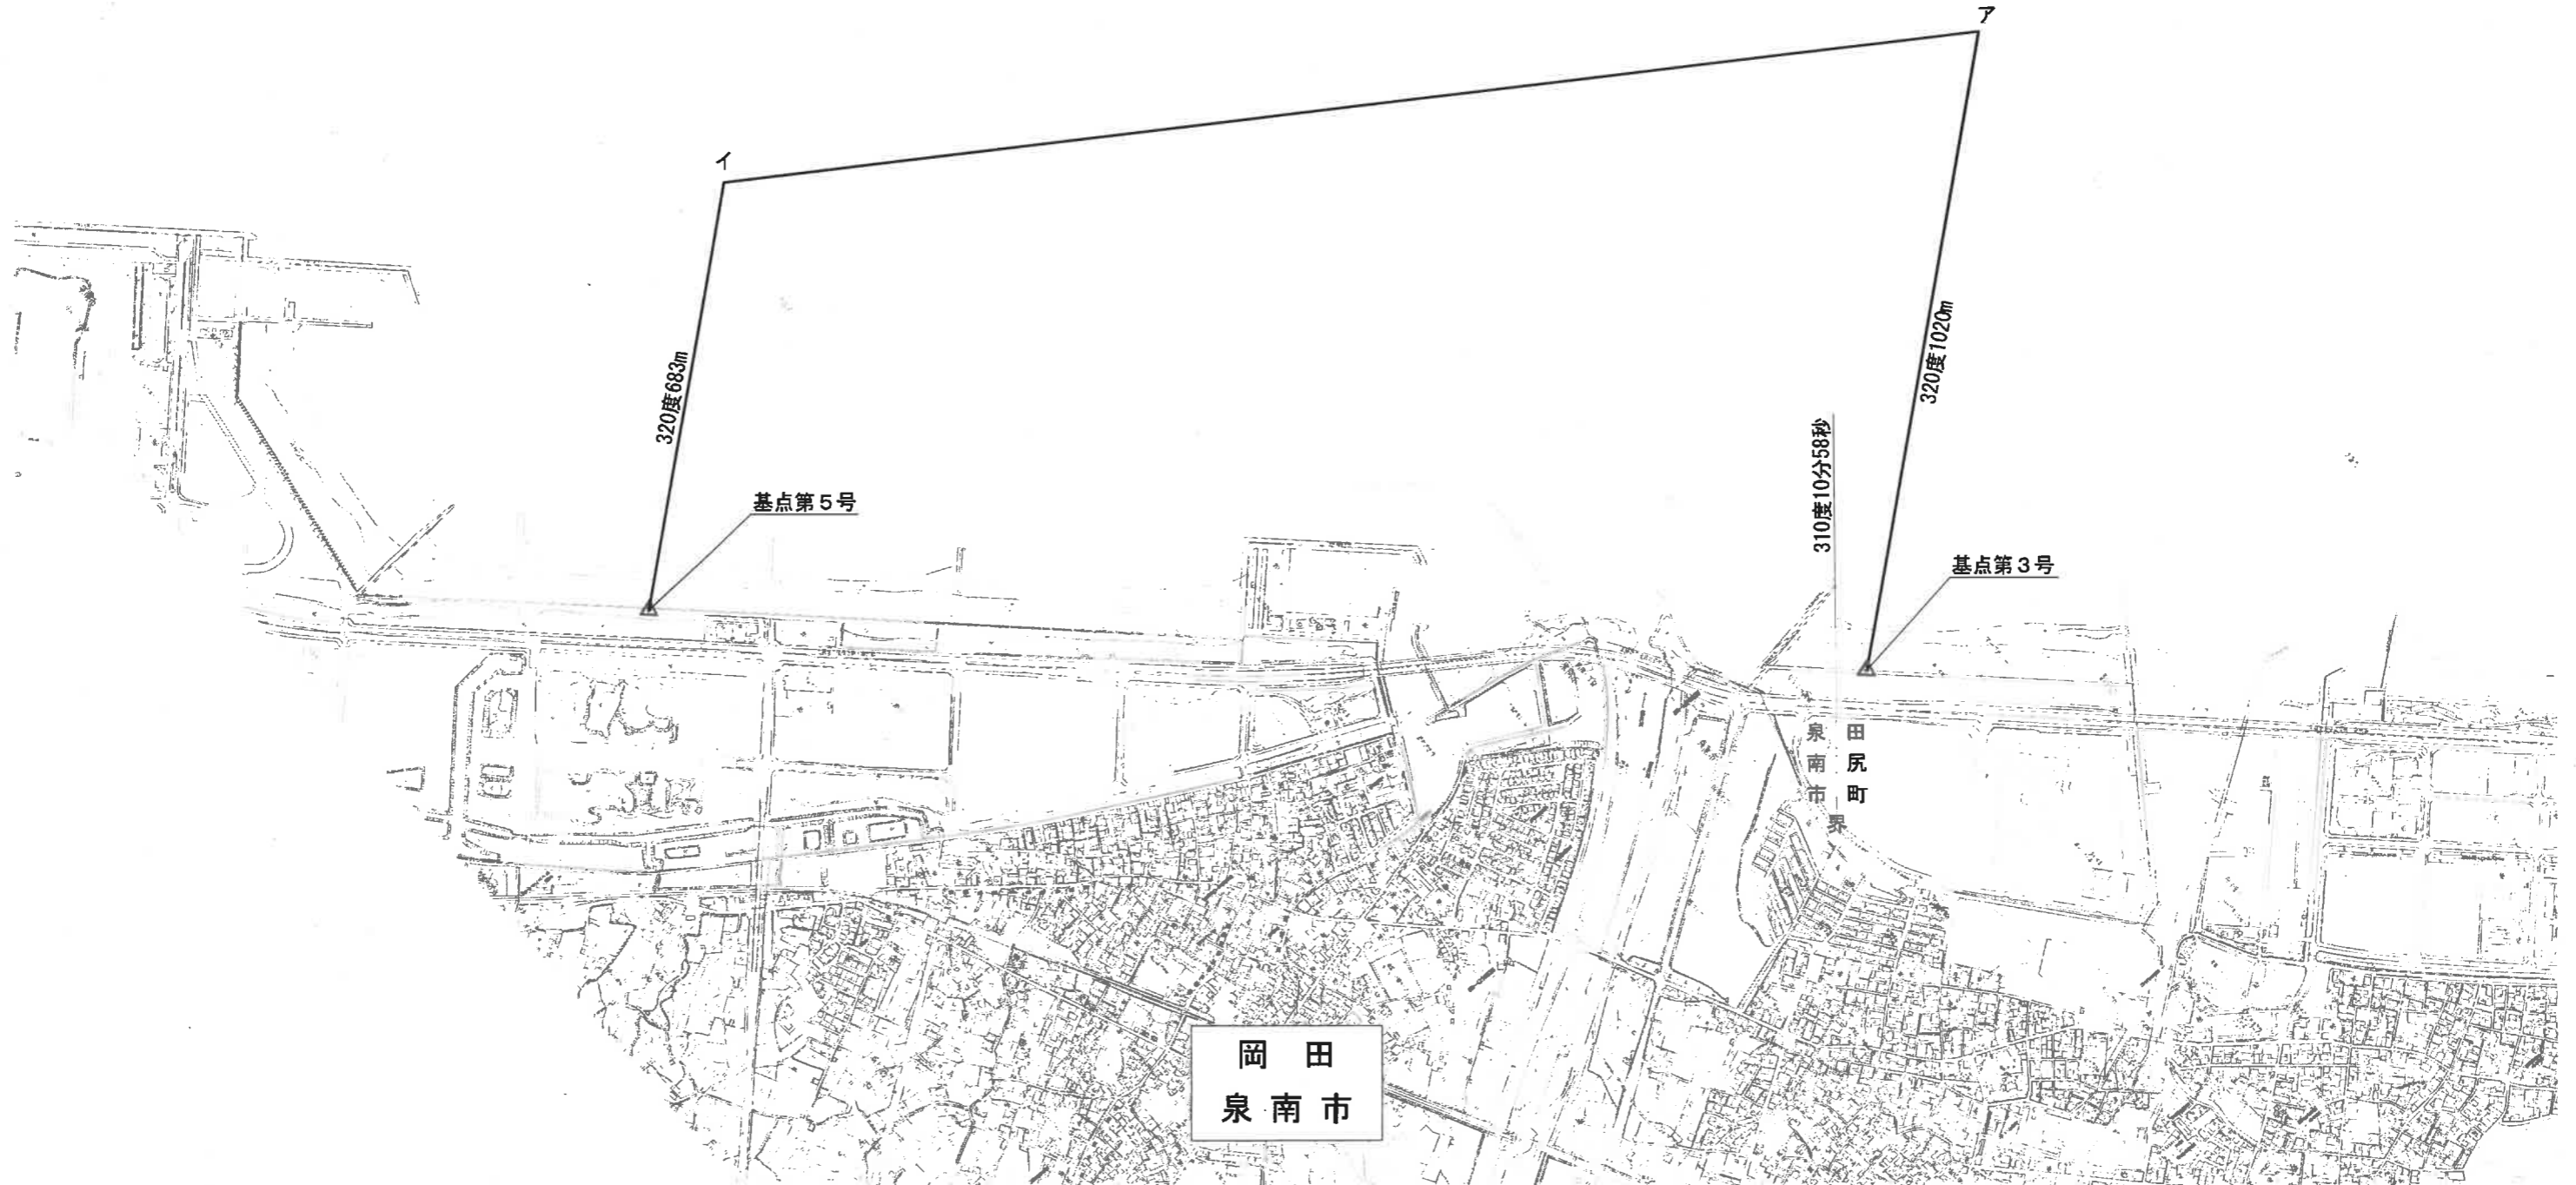 ア
イ
320度683m
320度1020m
310度10分58秒
基点第5号
基点第3号
泉南市
田尻町
界
岡田
泉南市